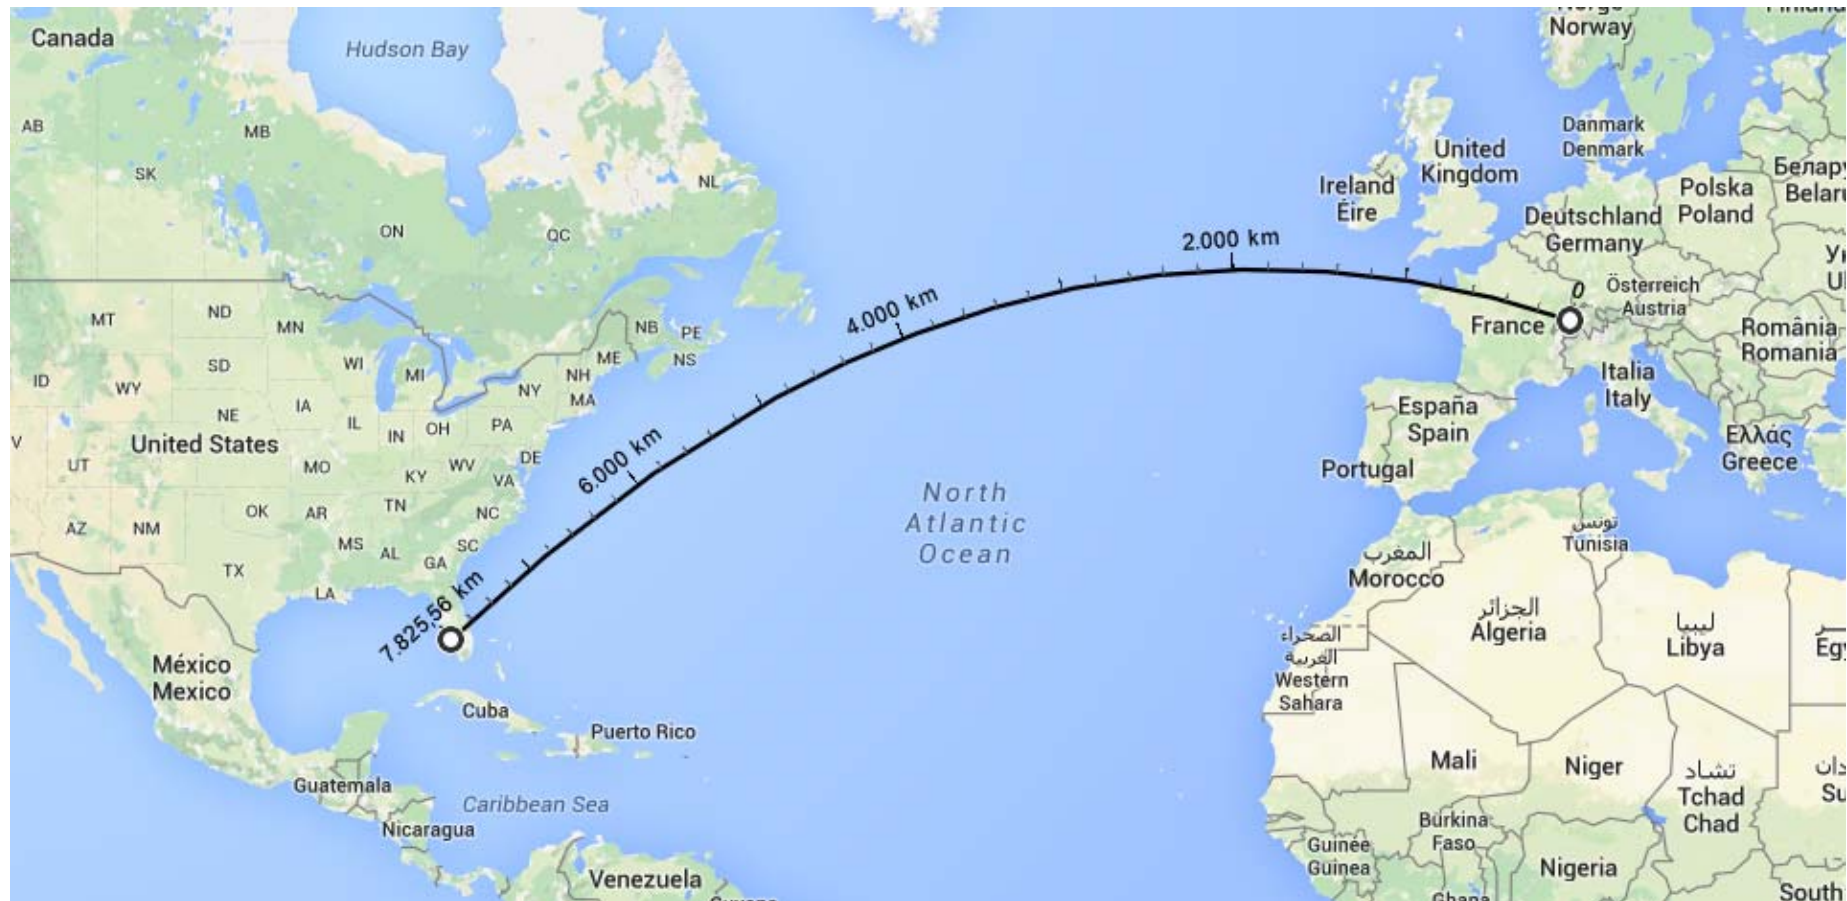 Canada
Hudson Bay
Norway
AB
MB
SK
NL
ON
QC
Danmark
Denmark
United
Kingdom
Ireland
Éire
Polska
Poland
Deutschland
Germany
2.000 km
0
Österreich
Austria
France
România
Romania
4.000 km
MT
ND
MN
NB
PE
NS
ME
SD
WI
MI
NH
NY
MA
ID
WY
NE
IA
IL
IN
OH
PA
United States
Italia
Italy
España
Spain
Portugal
Ελλάς
Greece
UT
MO
KY
WV
DE
VA
6.000 km
North
Atlantic
Ocean
AZ
NM
OK
AR
TN
NC
MS
AL
GA
SC
TX
LA
7.825,56 km
تونس
Tunisia
المغرب
Morocco
الجزائر
Algeria
ليبيا
Libya
الصحراء
الغربية
Western
Sahara
México
Mexico
Cuba
Puerto Rico
Guatemala
Caribbean Sea
Nicaragua
Venezuela
Mali
Niger
تشاد
Tchad
Chad
Burkina
Faso
Guinée
Guinea
Nigeria
South